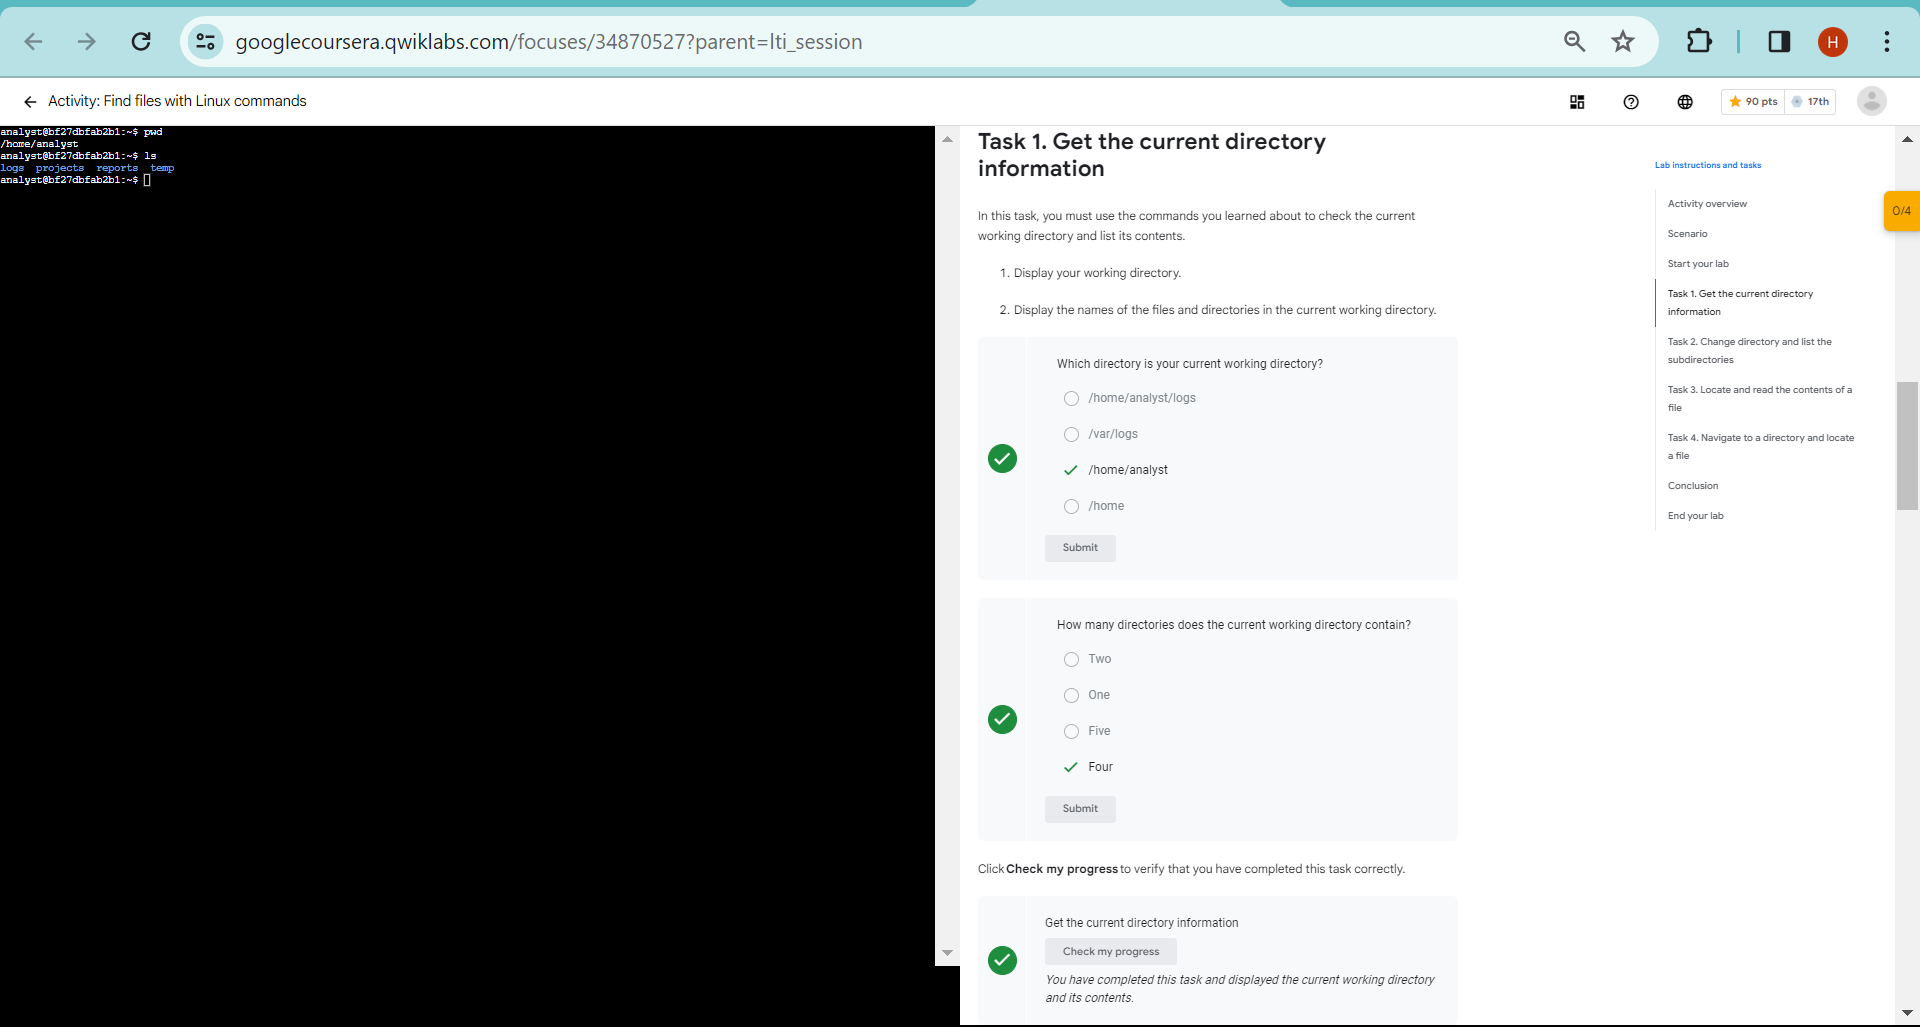 googlecoursera.qwiklabs.com/focuses/34870527?parent=lti_session
H
Activity: Find files with Linux commands
90 pts
17th
analyst@bf27dbfab2b1:~$ pwd
/home/analyst
analyst@bf27dbfab2b1:~$ ls
logs projects reports temp
analyst@bf27dbfab2b1:~$
Task 1. Get the current directory
information
In this task, you must use the commands you learned about to check the current
working directory and list its contents.
1. Display your working directory.
2. Display the names of the files and directories in the current working directory.
Which directory is your current working directory?
/home/analyst/logs
/var/logs
/home/analyst
/home
Submit
How many directories does the current working directory contain?
Two
One
Five
Four
Submit
Click Check my progress to verify that you have completed this task correctly.
Get the current directory information
Check my progress
You have completed this task and displayed the current working directory
and its contents.
Lab instructions and tasks
Activity overview
Scenario
Start your lab
Task 1. Get the current directory
information
Task 2. Change directory and list the
subdirectories
Task 3. Locate and read the contents of a
file
Task 4. Navigate to a directory and locate
a file
Conclusion
End your lab
0/4